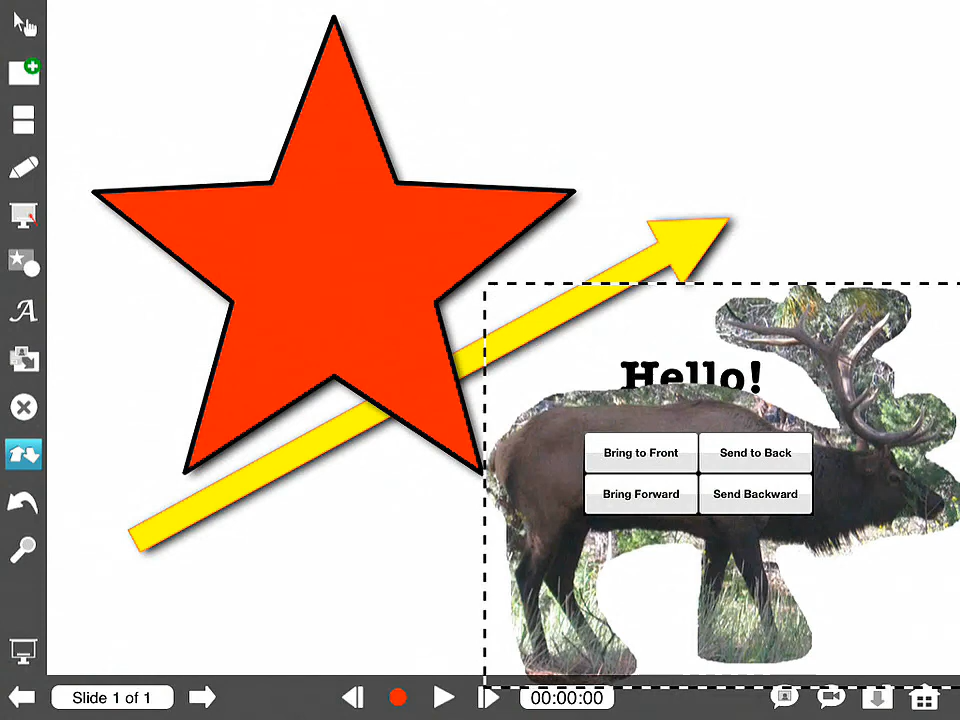 A
Hello!
Bring to Front
Send to Back
Bring Forward
Send Backward
Slide 1 of 1
00:00:00